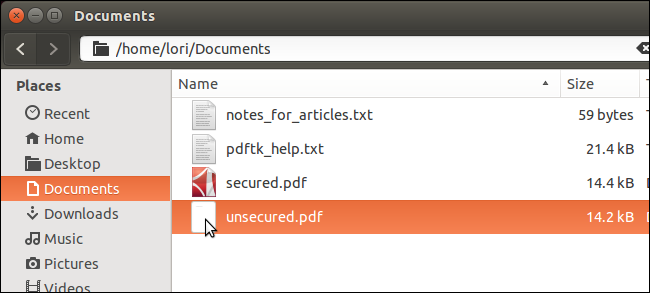 Documents
/home/lori/Documents
Places
Recent
Home
Desktop
Documents
Downloads
Music
Pictures
Videos
Name Size
notes_for_articles.txt 59 bytes
pdftk_help.txt 21.4 kB
secured.pdf 14.4 kB
unsecured.pdf 14.2 kB